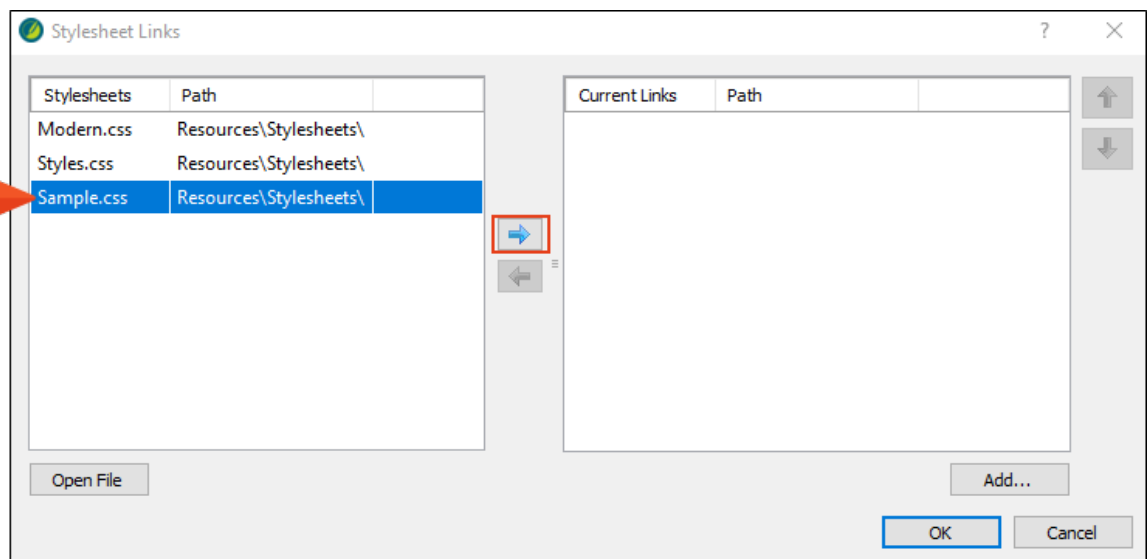 Stylesheet Links
?
Stylesheets Path
Modern.css Resources\Stylesheets\
Styles.css Resources\Stylesheets\
Sample.css Resources\Stylesheets\
Current Links Path
Open File
Add...
OK Cancel